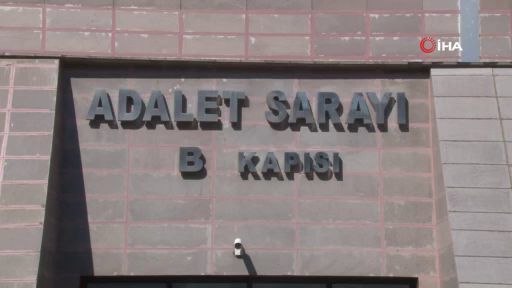 İHA
ADALET SARAYI
B KAPISI